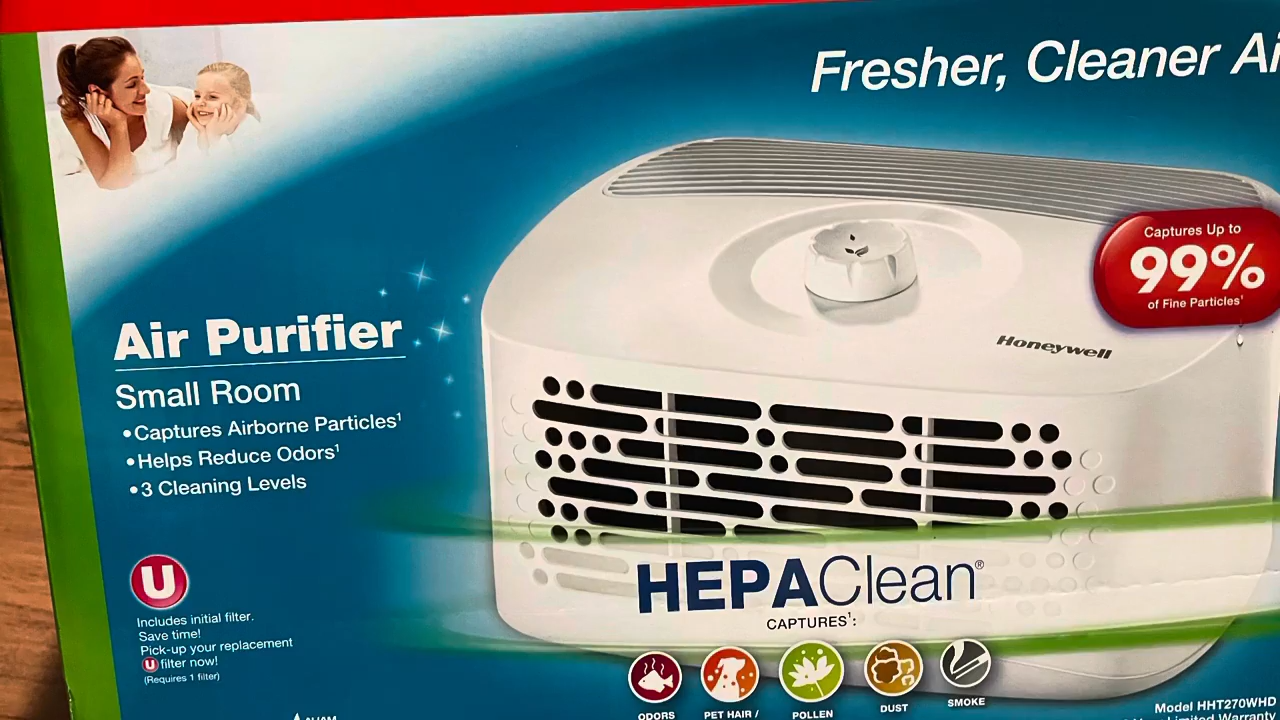 Fresher, Cleaner
Captures Up to
99%
of Fine Particles¹
Honeywell
Air Purifier
Small Room
•Captures Airborne Particles¹
•Helps Reduce Odors¹
•3 Cleaning Levels
U
Includes initial filter.
Save time!
Pick-up your replacement
U filter now!
(Requires 1 filter)
HEPAClean®
CAPTURES¹:
ODORS
PET HAIR /
POLLEN
DUST
SMOKE
Model HHT270WHD
Limited Warranty